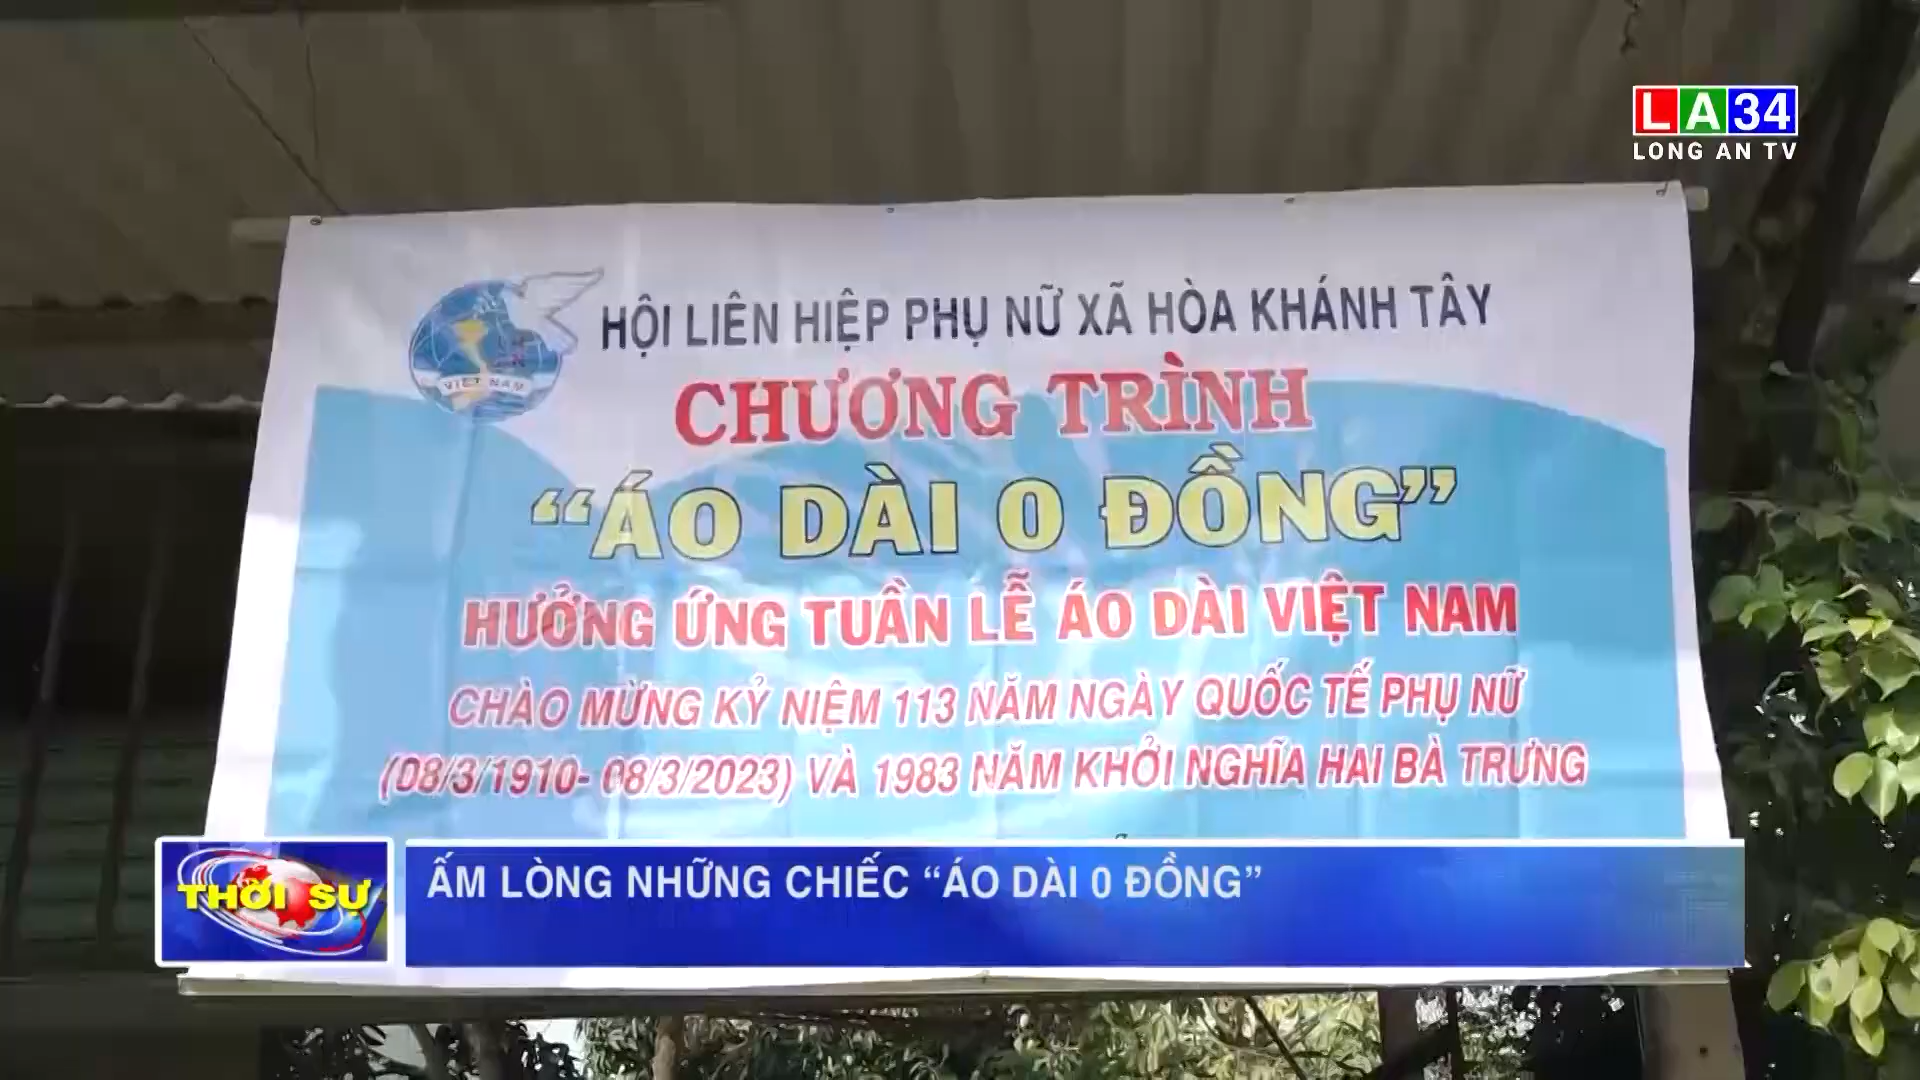 LA34
LONG AN TV
HỘI LIÊN HIỆP PHỤ NỮ XÃ HÒA KHÁNH TÂY
VIỆT NAM
CHƯƠNG TRÌNH
“ÁO DÀI 0 ĐỒNG”
HƯỞNG ỨNG TUẦN LỄ ÁO DÀI VIỆT NAM
CHÀO MỪNG KỶ NIỆM 113 NĂM NGÀY QUỐC TẾ PHỤ NỮ
(08/3/1910- 08/3/2023) VÀ 1983 NĂM KHỞI NGHĨA HAI BÀ TRƯNG
THỜI SỰ
ẤM LÒNG NHỮNG CHIẾC “ÁO DÀI 0 ĐỒNG”